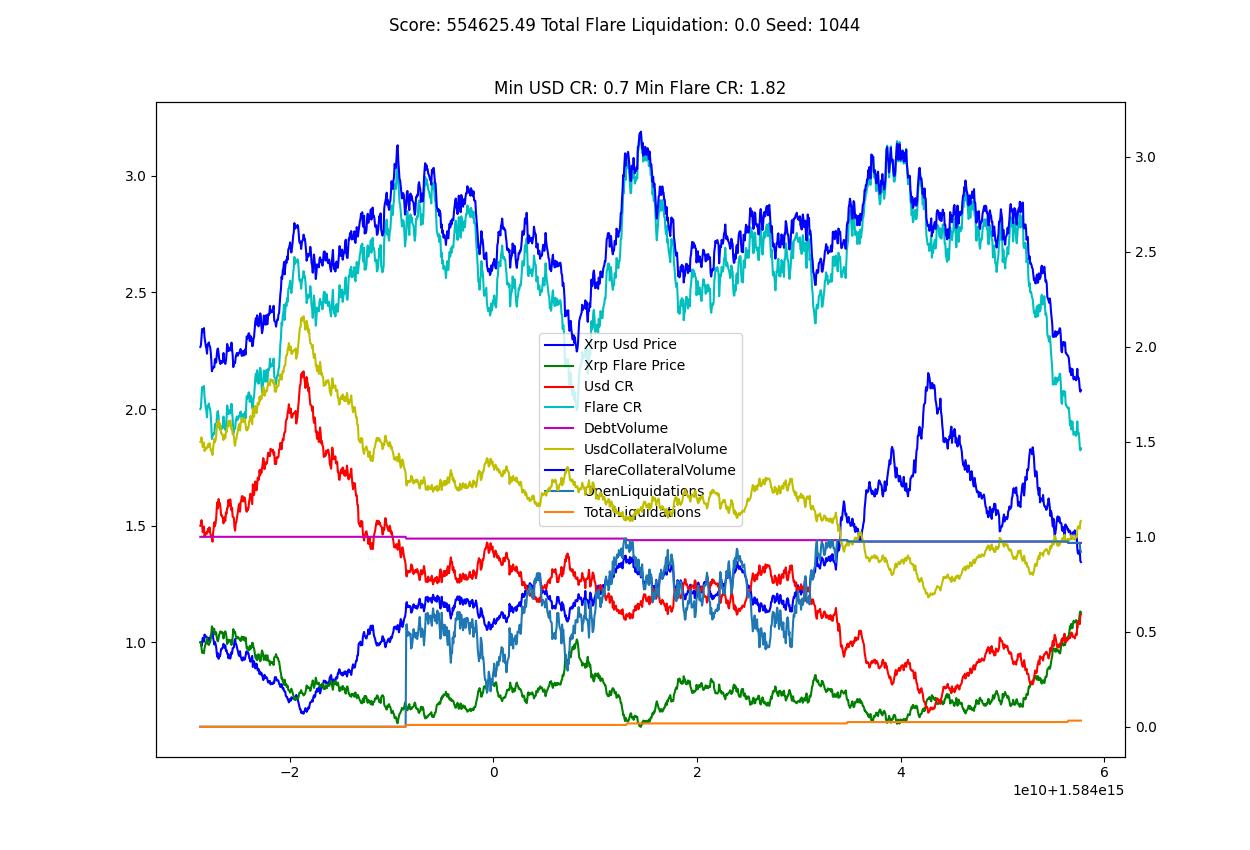 Score: 554625.49 Total Flare Liquidation: 0.0 Seed: 1044
Min USD CR: 0.7 Min Flare CR: 1.82
3.0
2.5
2.0
1.5
1.0
3.0
2.5
2.0
1.5
1.0
0.5
0.0
Xrp Usd Price
Xrp Flare Price
Usd CR
Flare CR
DebtVolume
UsdCollateralVolume
FlareCollateralVolume
OpenLiquidations
TotalLiquidations
−2 0 2 4 6
1e10+1.584e15